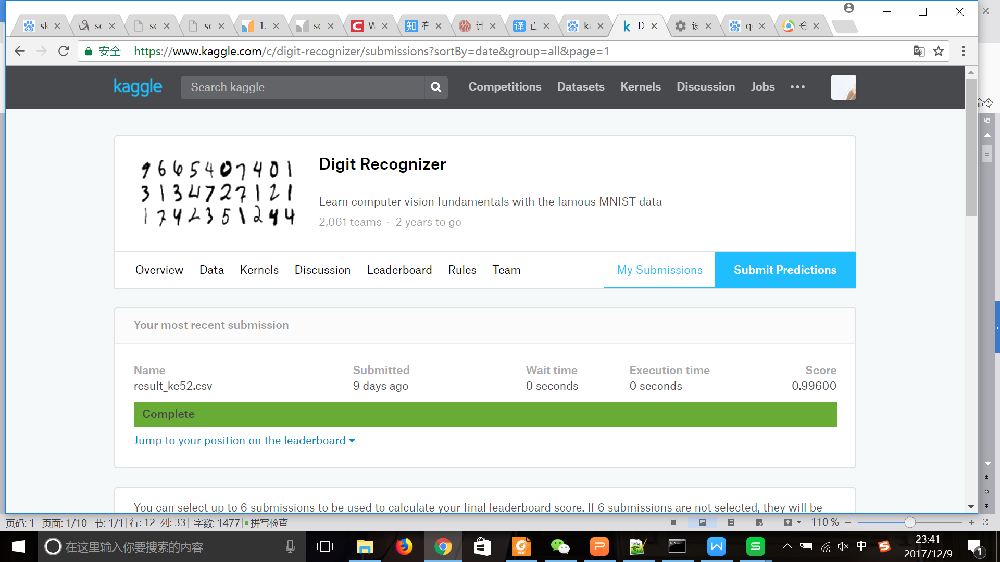 sk
sc
sc
sc
1.
sc
W
知 有
计
译 百
ka
k D
设
q
登
安全 https://www.kaggle.com/c/digit-recognizer/submissions?sortBy=date&group=all&page=1
kaggle Search kaggle Competitions Datasets Kernels Discussion Jobs
命令
9 6 6 5 4 0 7 4 0 1
3 1 3 4 7 2 7 1 2 1
1 7 4 2 3 5 1 2 4 4
Digit Recognizer
Learn computer vision fundamentals with the famous MNIST data
2,061 teams · 2 years to go
Overview Data Kernels Discussion Leaderboard Rules Team My Submissions Submit Predictions
Your most recent submission
Name Submitted Wait time Execution time Score
result_ke52.csv 9 days ago 0 seconds 0 seconds 0.99600
Complete
Jump to your position on the leaderboard
You can select up to 6 submissions to be used to calculate your final leaderboard score. If 6 submissions are not selected, they will be
页码: 1 页面: 1/10 节: 1/1 行: 12 列: 33 字数: 1477 拼写检查 110 %
在这里输入你要搜索的内容
PDF
P
W
S
中
S
23:41
2017/12/9
1